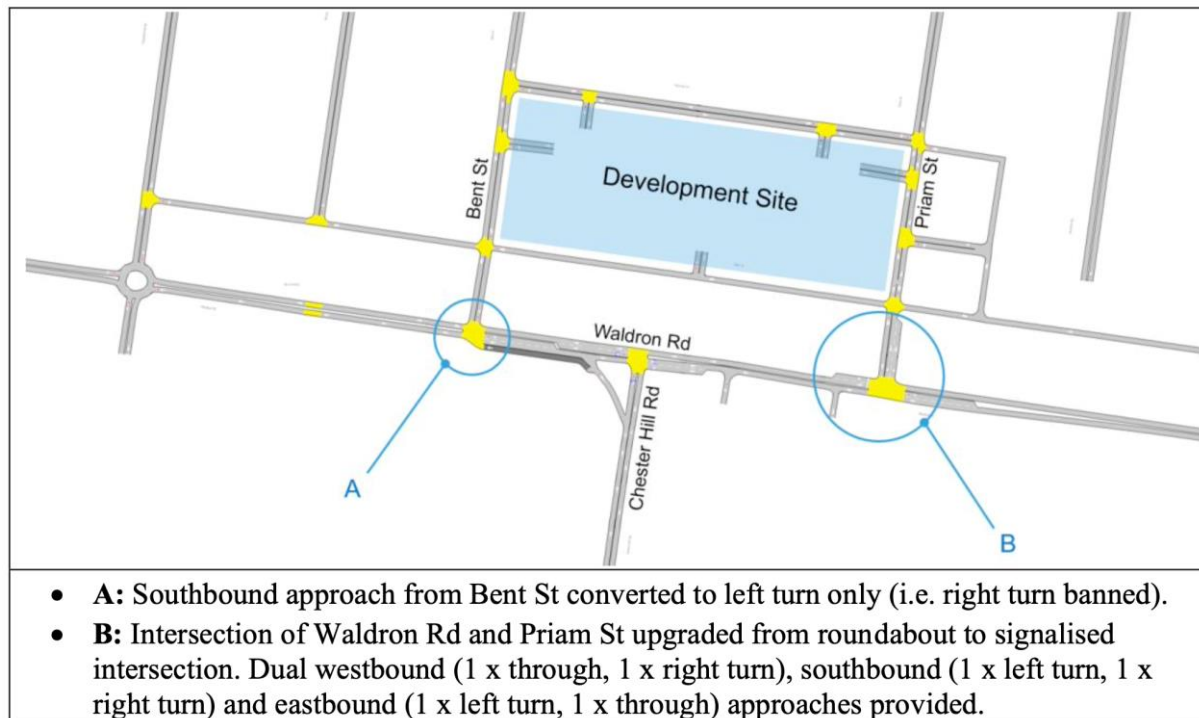 Development Site
Bent St
Priam St
Waldron Rd
Chester Hill Rd
A
B
• A: Southbound approach from Bent St converted to left turn only (i.e. right turn banned).
• B: Intersection of Waldron Rd and Priam St upgraded from roundabout to signalised
intersection. Dual westbound (1 x through, 1 x right turn), southbound (1 x left turn, 1 x
right turn) and eastbound (1 x left turn, 1 x through) approaches provided.